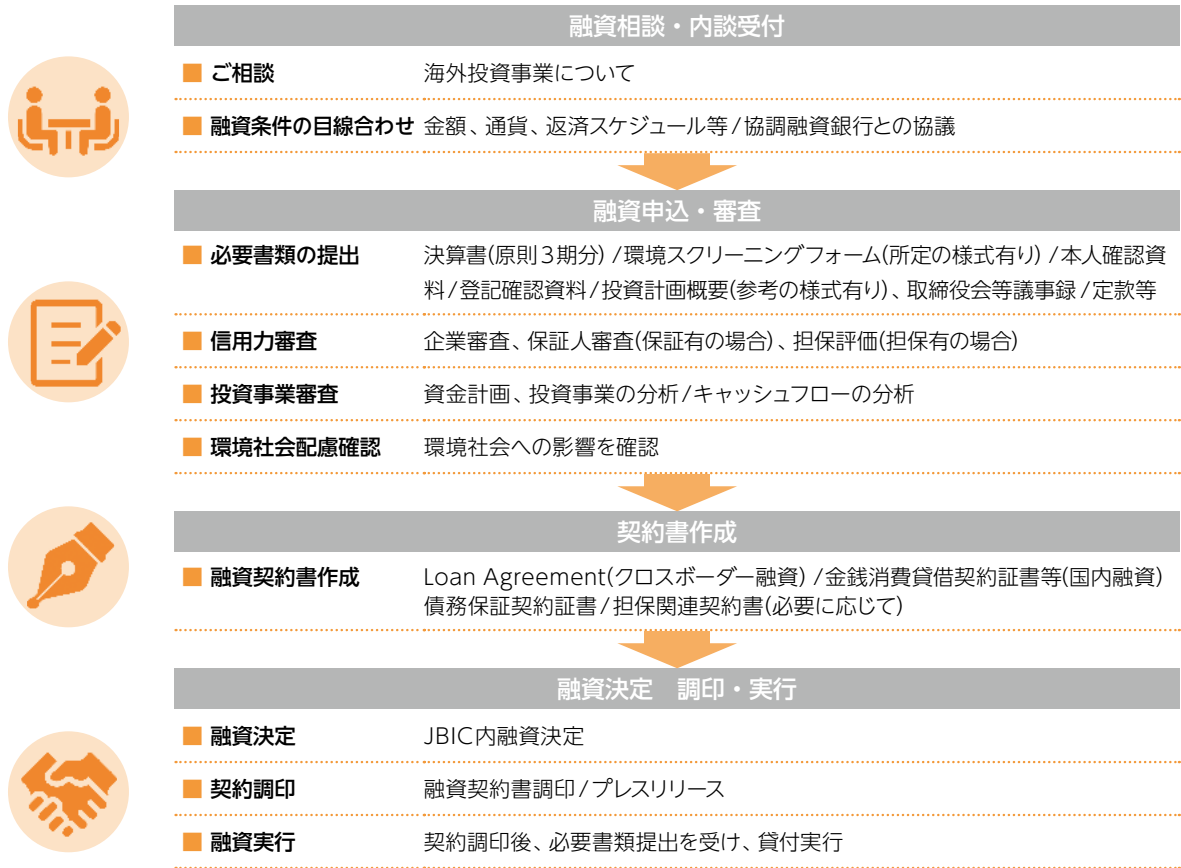 融資相談・内談受付
■ ご相談 海外投資事業について
■ 融資条件の目線合わせ 金額、通貨、返済スケジュール等/協調融資銀行との協議
融資申込・審査
■ 必要書類の提出 決算書(原則3期分)/環境スクリーニングフォーム(所定の様式有り)/本人確認資
料/登記確認資料/投資計画概要(参考の様式有り)、取締役会等議事録/定款等
■ 信用力審査 企業審査、保証人審査(保証有の場合)、担保評価(担保有の場合)
■ 投資事業審査 資金計画、投資事業の分析/キャッシュフローの分析
■ 環境社会配慮確認 環境社会への影響を確認
契約書作成
■ 融資契約書作成 Loan Agreement(クロスボーダー融資)/金銭消費貸借契約証書等(国内融資)
債務保証契約証書/担保関連契約書(必要に応じて)
融資決定 調印・実行
■ 融資決定 JBIC内融資決定
■ 契約調印 融資契約書調印/プレスリリース
■ 融資実行 契約調印後、必要書類提出を受け、貸付実行